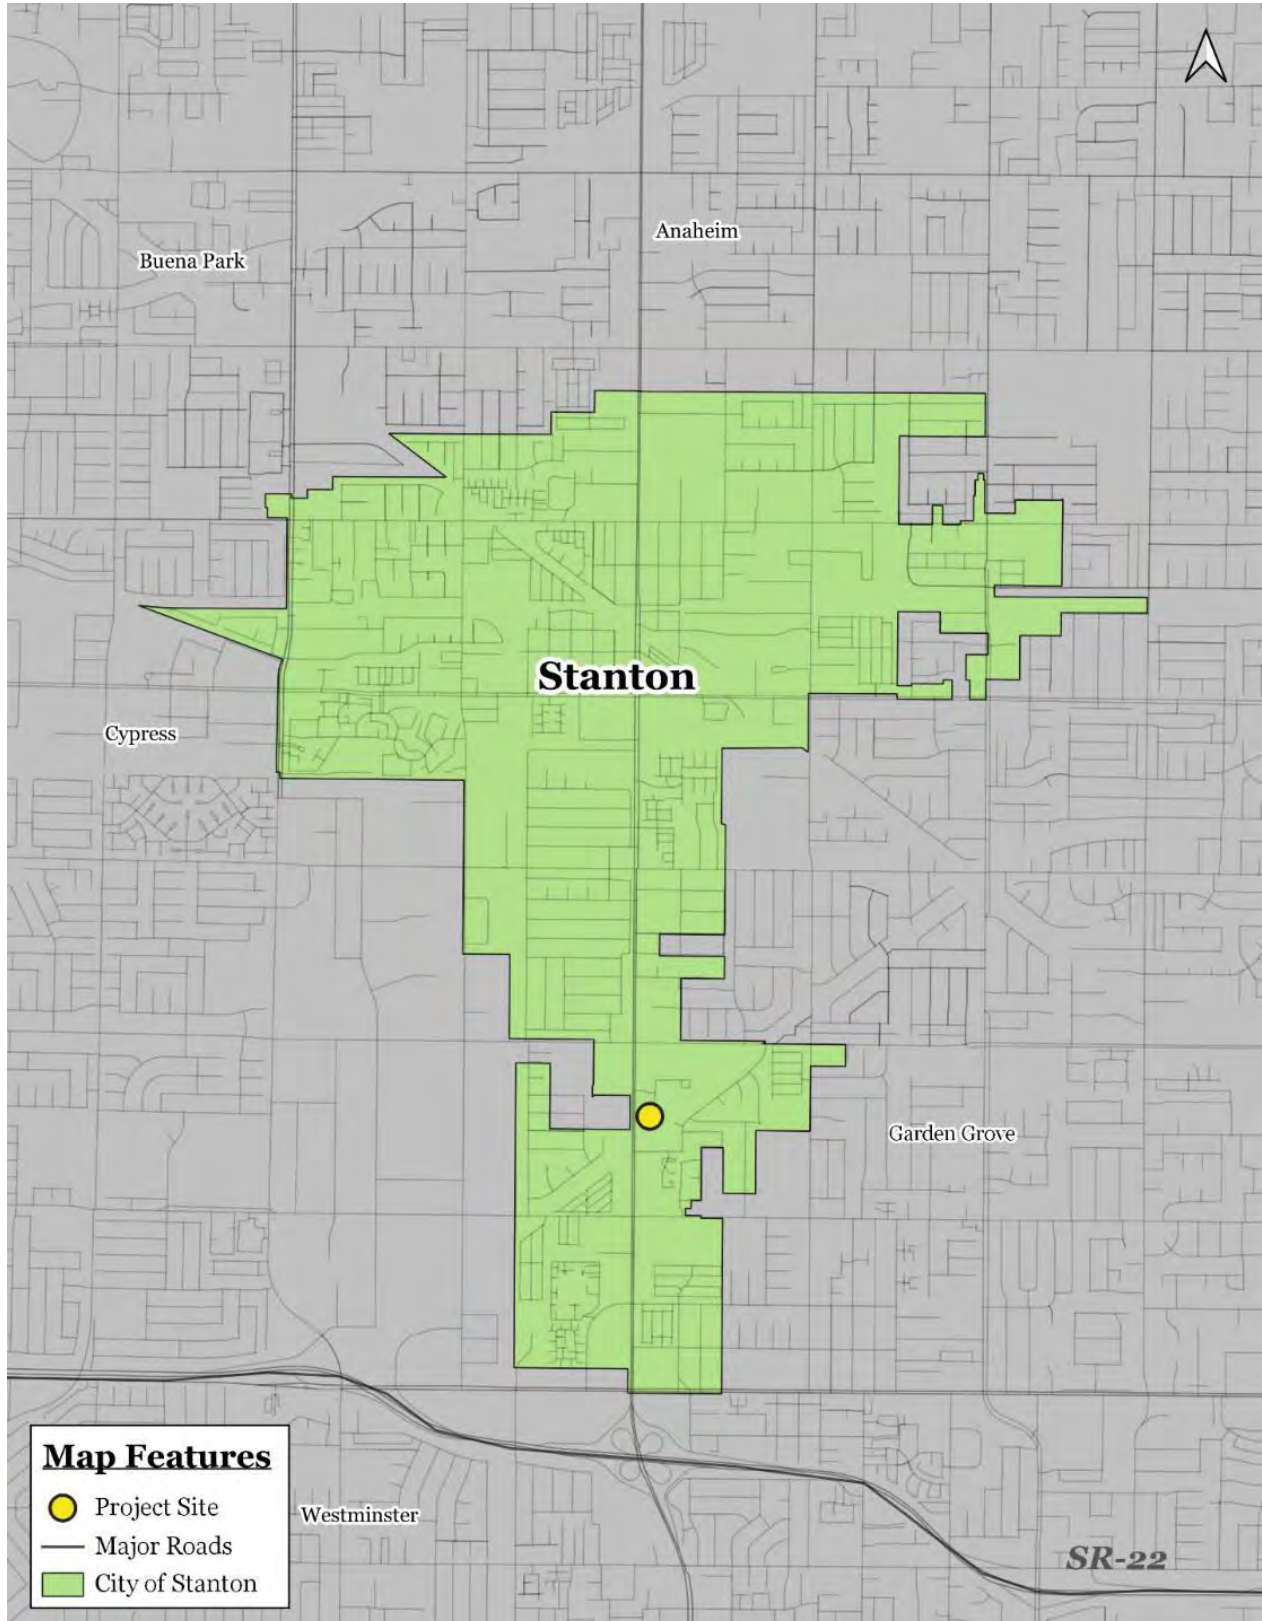 Anaheim
Buena Park
Stanton
Cypress
Garden Grove
Map Features
Project Site
Major Roads
City of Stanton
Westminster
SR-22